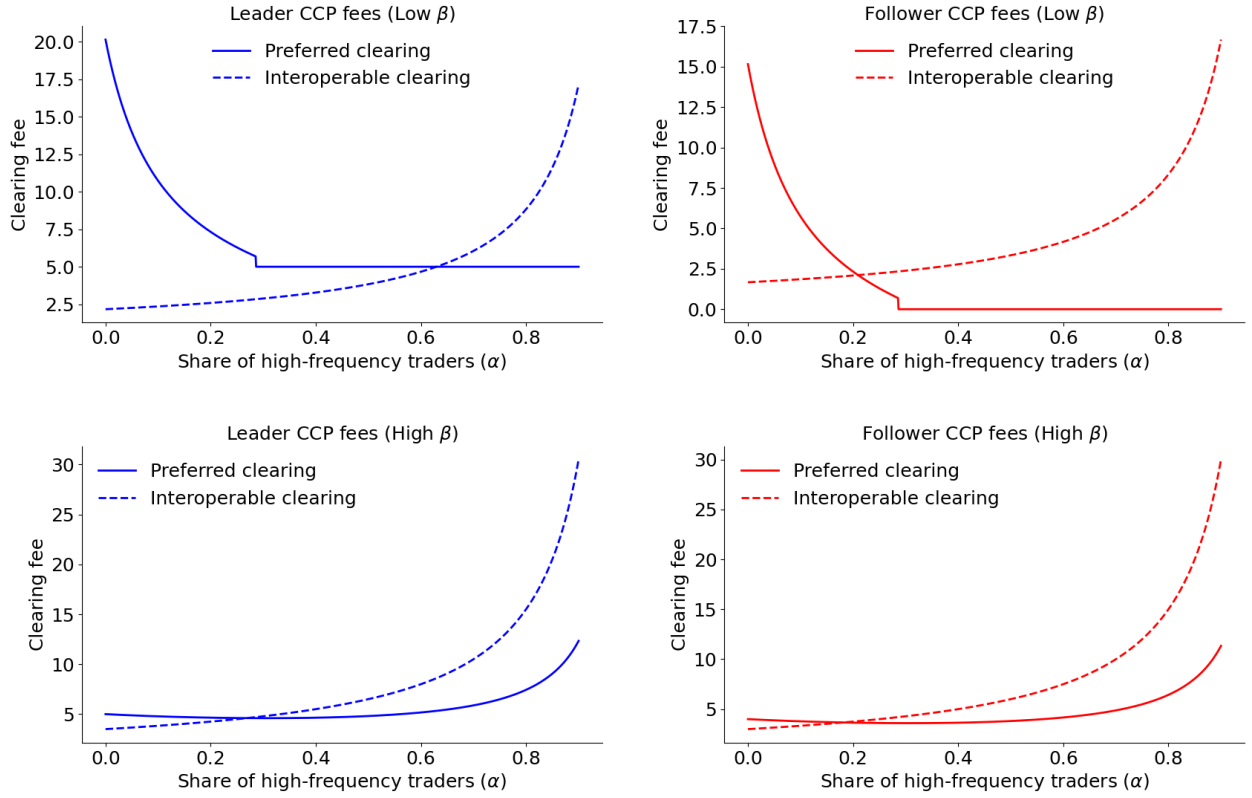 Leader CCP fees (Low β)
Preferred clearing
Interoperable clearing
20.0
17.5
15.0
12.5
10.0
7.5
5.0
2.5
Clearing fee
0.0 0.2 0.4 0.6 0.8
Share of high-frequency traders (α)
Follower CCP fees (Low β)
Preferred clearing
Interoperable clearing
17.5
15.0
12.5
10.0
7.5
5.0
2.5
0.0
Clearing fee
0.0 0.2 0.4 0.6 0.8
Share of high-frequency traders (α)
Leader CCP fees (High β)
Preferred clearing
Interoperable clearing
30
25
20
15
10
5
Clearing fee
0.0 0.2 0.4 0.6 0.8
Share of high-frequency traders (α)
Follower CCP fees (High β)
Preferred clearing
Interoperable clearing
30
25
20
15
10
5
Clearing fee
0.0 0.2 0.4 0.6 0.8
Share of high-frequency traders (α)